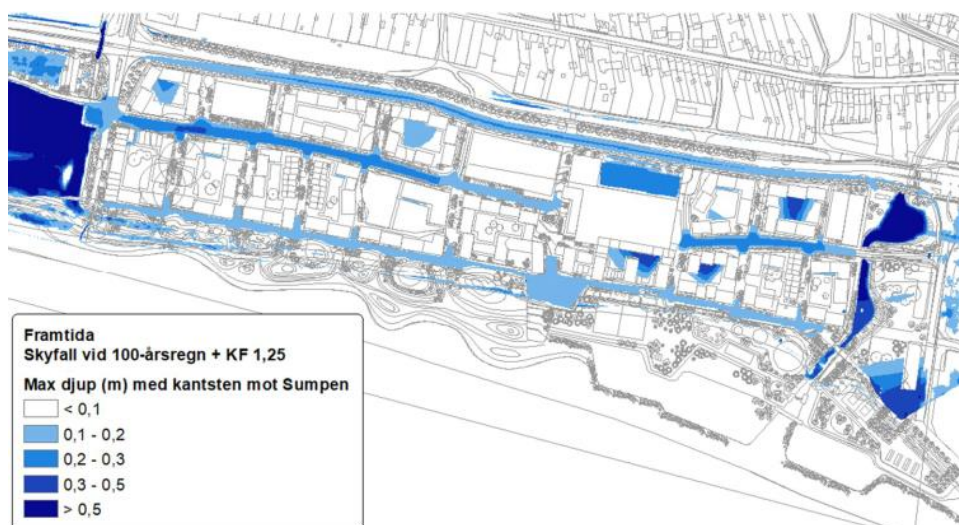 Framtida
Skyfall vid 100-årsregn + KF 1,25
Max djup (m) med kantsten mot Sumpen
< 0,1
0,1 - 0,2
0,2 - 0,3
0,3 - 0,5
> 0,5